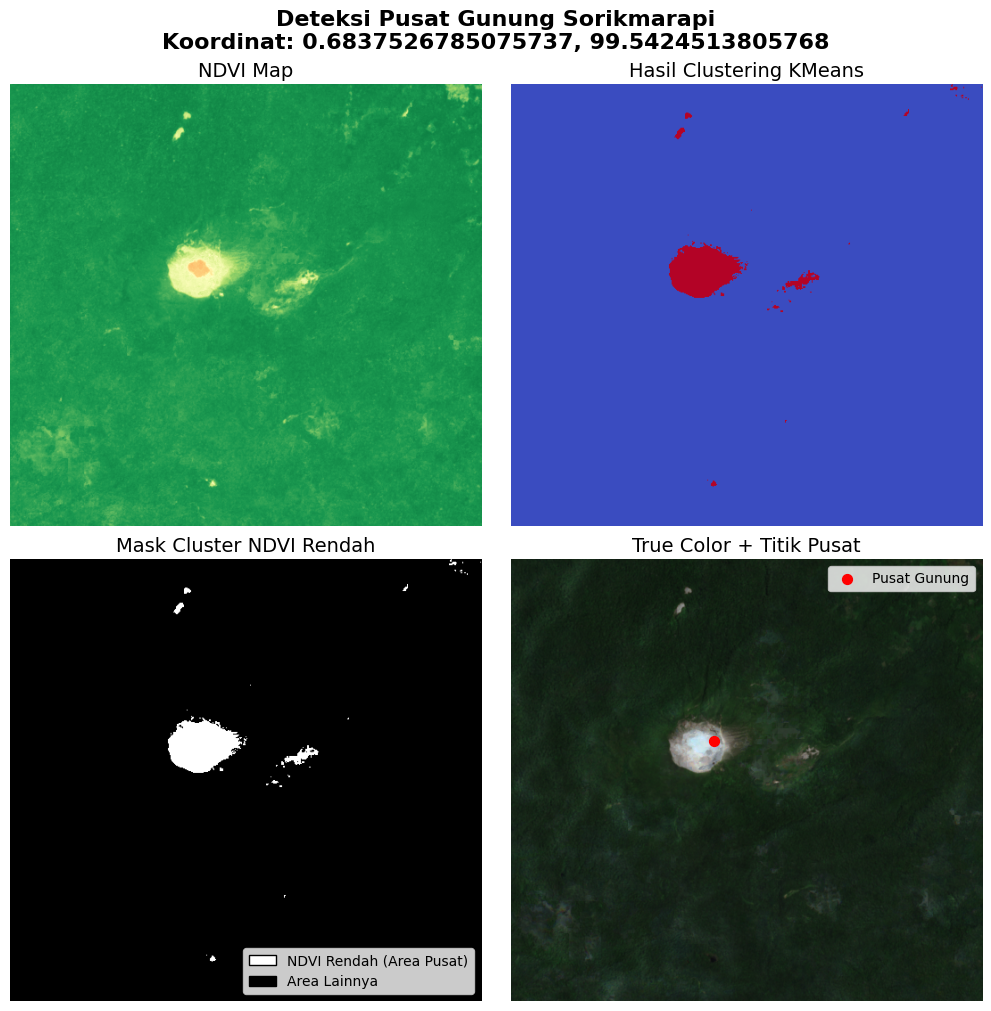 Deteksi Pusat Gunung Sorikmarapi
Koordinat: 0.6837526785075737, 99.5424513805768
NDVI Map
Hasil Clustering KMeans
Mask Cluster NDVI Rendah
True Color + Titik Pusat
Pusat Gunung
NDVI Rendah (Area Pusat)
Area Lainnya